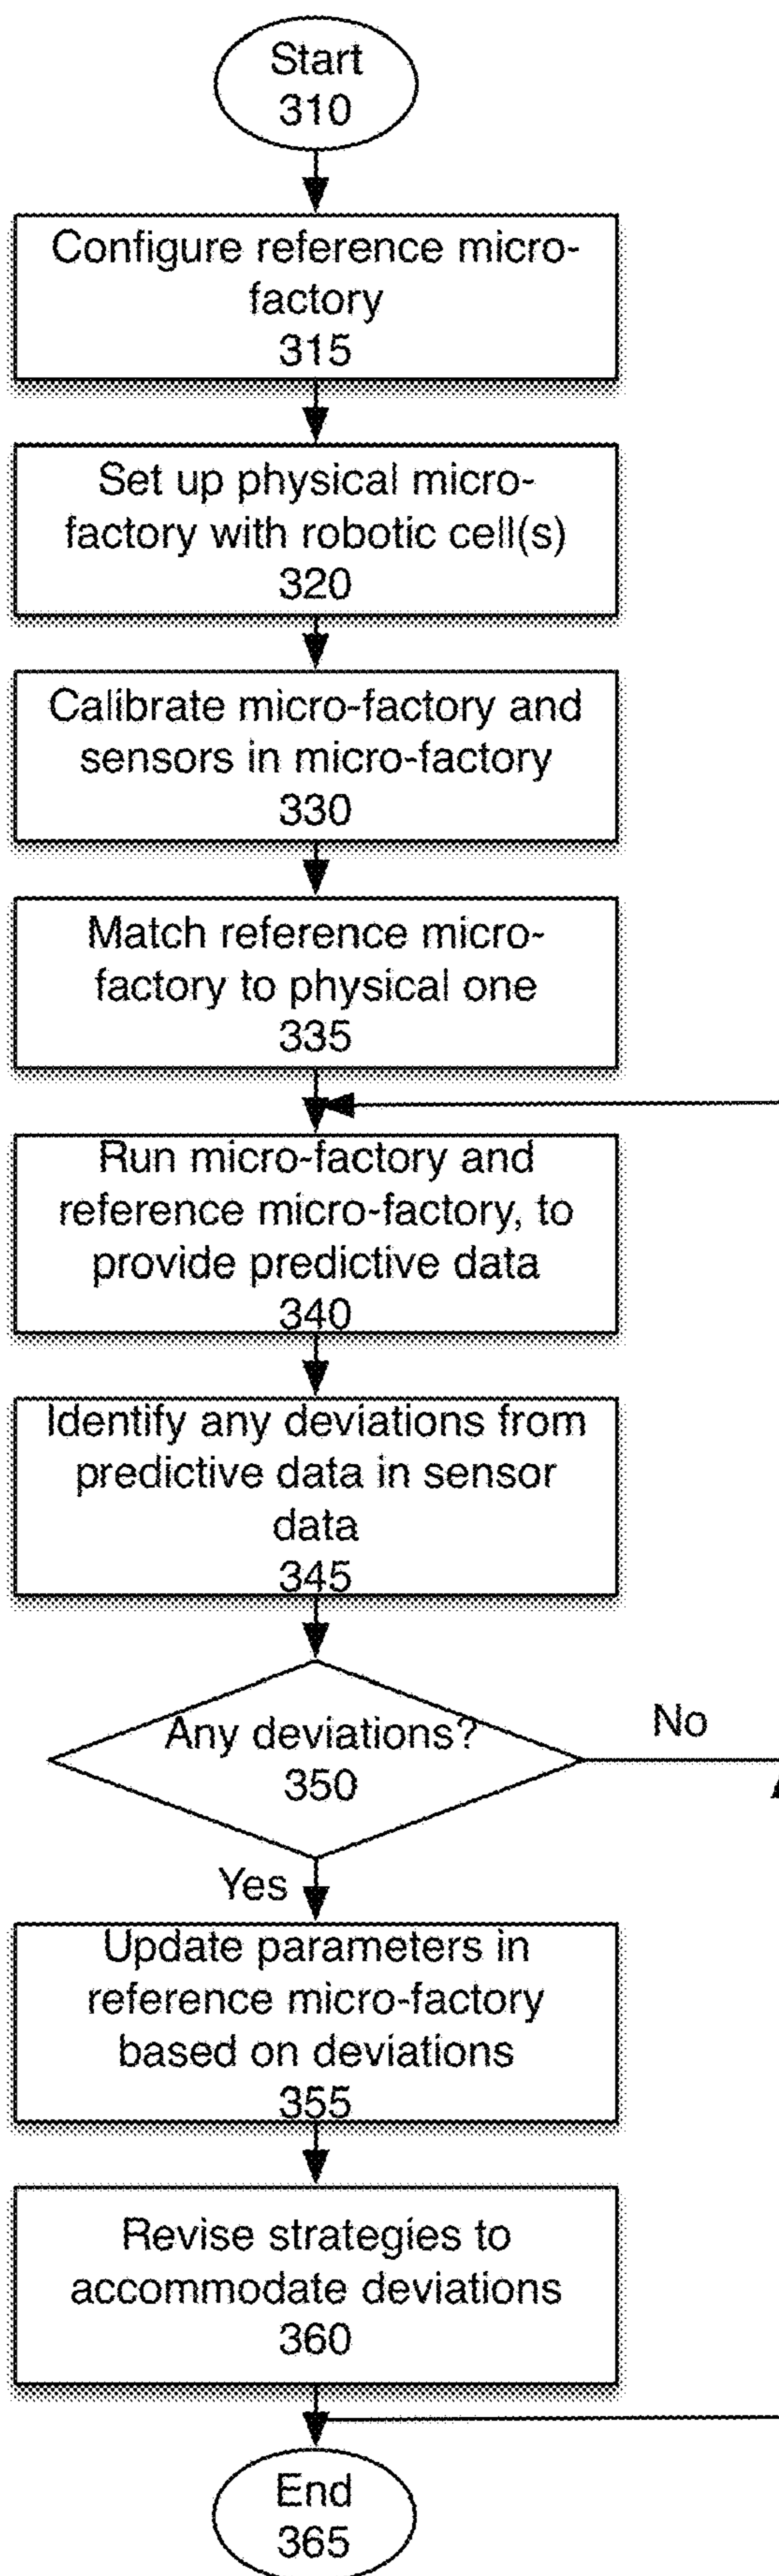 Start
310
Configure reference micro-
factory
315
Set up physical micro-
factory with robotic cell(s)
320
Calibrate micro-factory and
sensors in micro-factory
330
Match reference micro-
factory to physical one
335
Run micro-factory and
reference micro-factory, to
provide predictive data
340
Identify any deviations from
predictive data in sensor
data
345
Any deviations?
350
No
Yes
Update parameters in
reference micro-factory
based on deviations
355
Revise strategies to
accommodate deviations
360
End
365